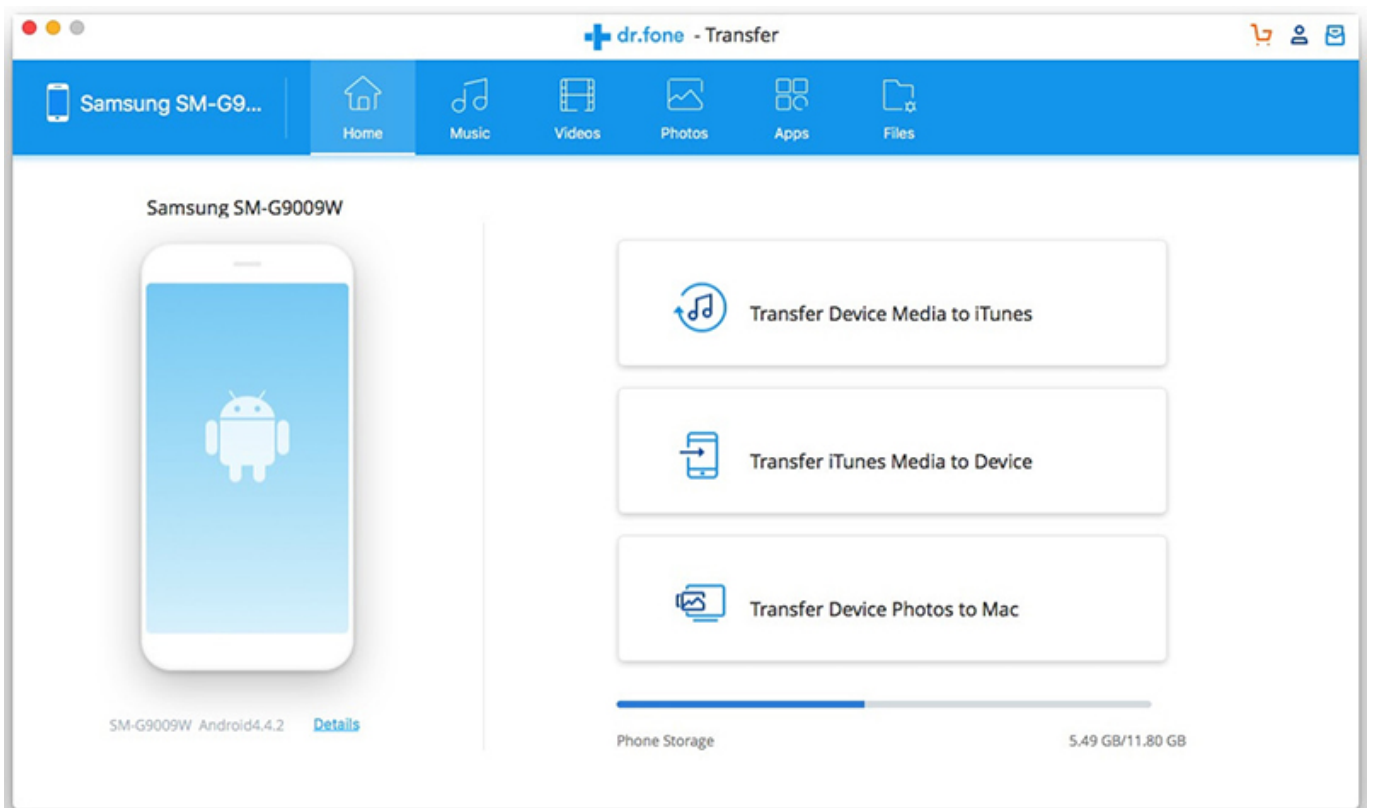 dr.fone - Transfer
Samsung SM-G9...
Home
Music
Videos
Photos
Apps
Files
Samsung SM-G9009W
Transfer Device Media to iTunes
Transfer iTunes Media to Device
Transfer Device Photos to Mac
SM-G9009W Android4.4.2 Details
Phone Storage 5.49 GB/11.80 GB